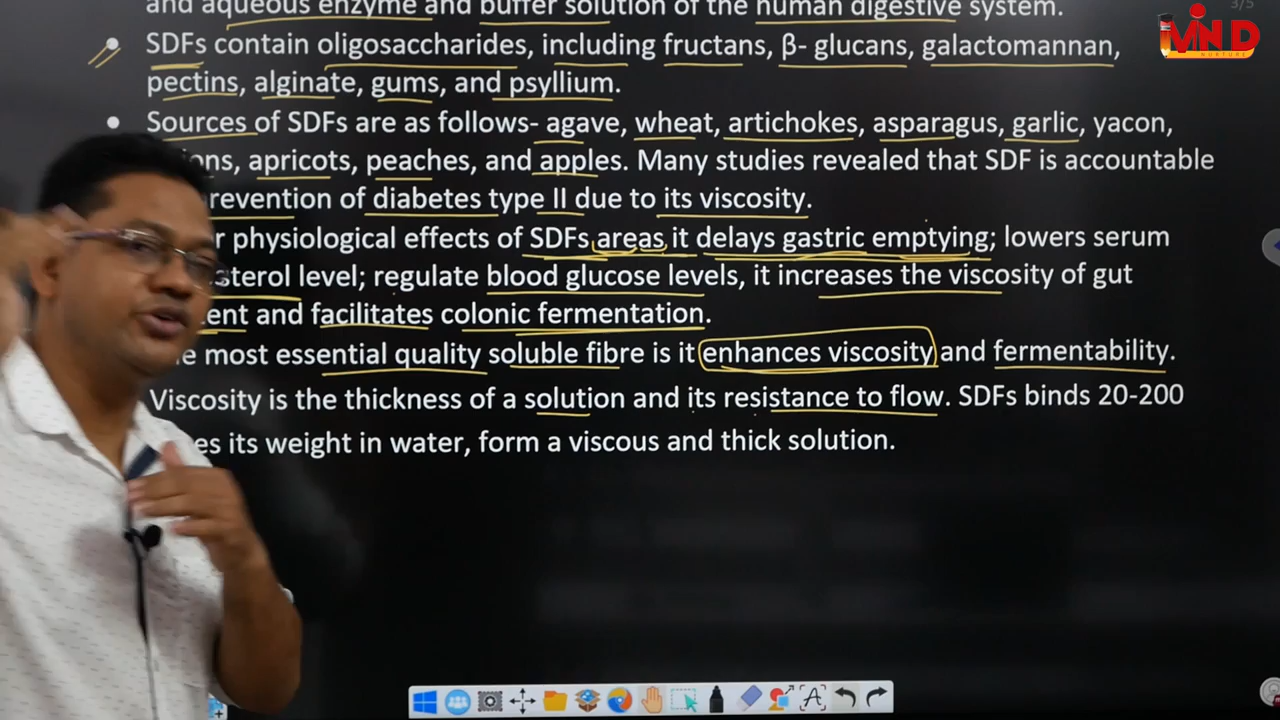 and aqueous enzyme and buffer solution of the human digestive system.
3/5
MIND
NURTURE
• SDFs contain oligosaccharides, including fructans, β- glucans, galactomannan,
pectins, alginate, gums, and psyllium.
• Sources of SDFs are as follows- agave, wheat, artichokes, asparagus, garlic, yacon,
apricots, peaches, and apples. Many studies revealed that SDF is accountable
of diabetes type II due to its viscosity.
physiological effects of SDFs areas it delays gastric emptying; lowers serum
level; regulate blood glucose levels, it increases the viscosity of gut
and facilitates colonic fermentation.
most essential quality soluble fibre is it enhances viscosity and fermentability.
Viscosity is the thickness of a solution and its resistance to flow. SDFs binds 20-200
its weight in water, form a viscous and thick solution.